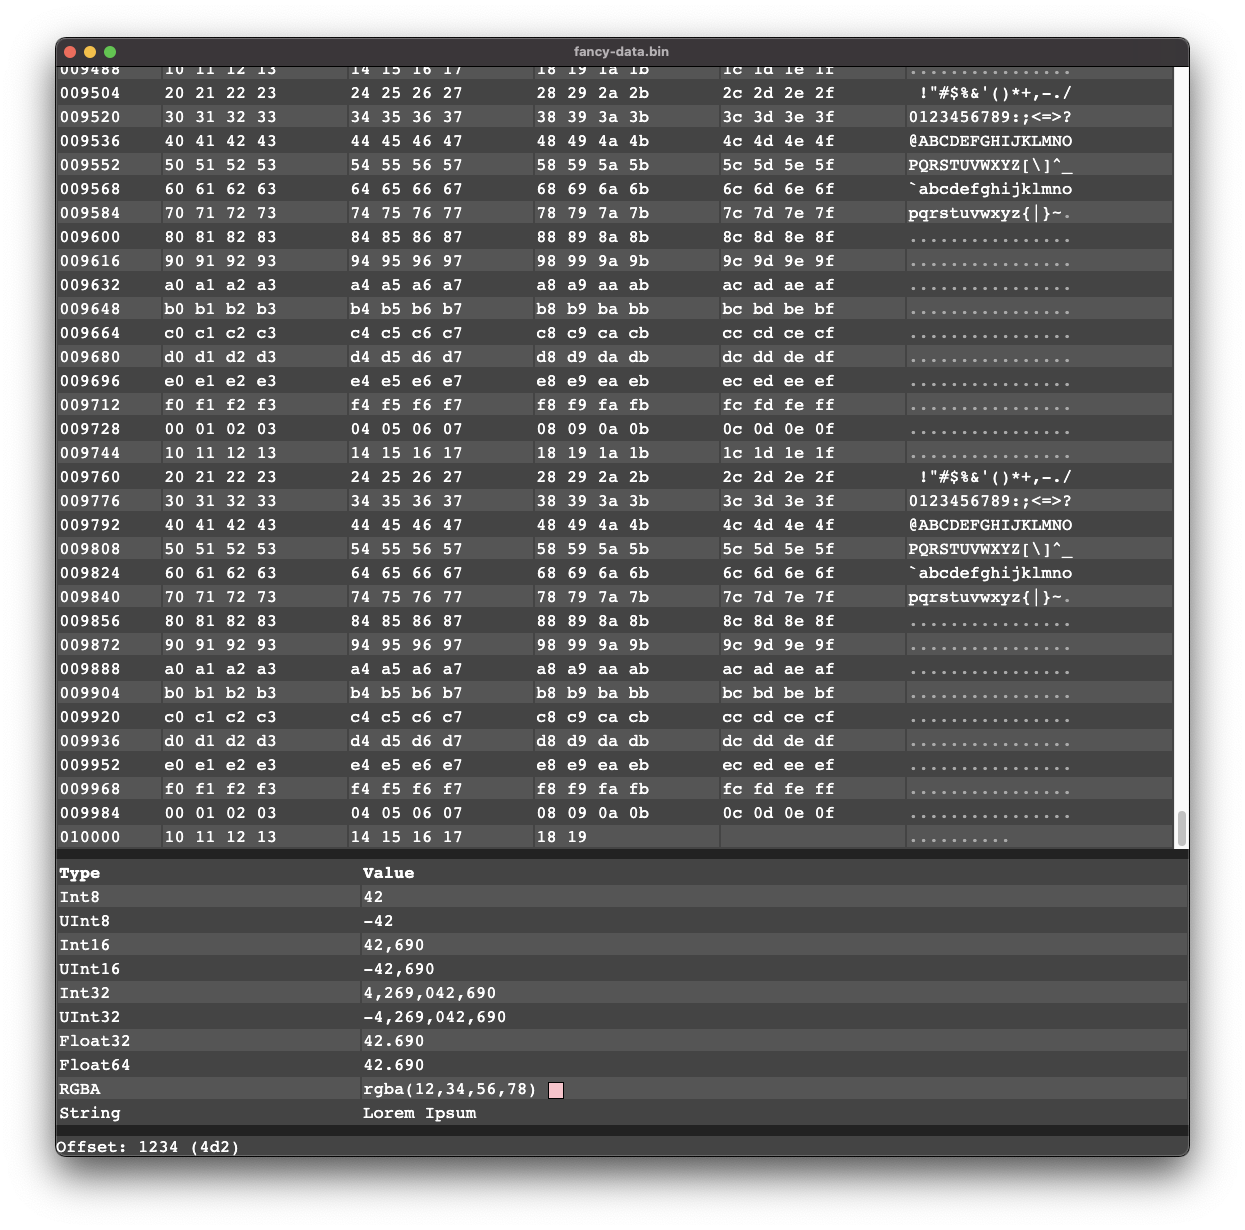 fancy-data.bin
009488 10 11 12 13 14 15 16 17 18 19 1a 1b 1c 1d 1e 1f ................
009504 20 21 22 23 24 25 26 27 28 29 2a 2b 2c 2d 2e 2f !"#$%&'()*+,-./
009520 30 31 32 33 34 35 36 37 38 39 3a 3b 3c 3d 3e 3f 0123456789:;<=>?
009536 40 41 42 43 44 45 46 47 48 49 4a 4b 4c 4d 4e 4f @ABCDEFGHIJKLMNO
009552 50 51 52 53 54 55 56 57 58 59 5a 5b 5c 5d 5e 5f PQRSTUVWXYZ[\]^_
009568 60 61 62 63 64 65 66 67 68 69 6a 6b 6c 6d 6e 6f `abcdefghijklmno
009584 70 71 72 73 74 75 76 77 78 79 7a 7b 7c 7d 7e 7f pqrstuvwxyz{|}~.
009600 80 81 82 83 84 85 86 87 88 89 8a 8b 8c 8d 8e 8f ................
009616 90 91 92 93 94 95 96 97 98 99 9a 9b 9c 9d 9e 9f ................
009632 a0 a1 a2 a3 a4 a5 a6 a7 a8 a9 aa ab ac ad ae af ................
009648 b0 b1 b2 b3 b4 b5 b6 b7 b8 b9 ba bb bc bd be bf ................
009664 c0 c1 c2 c3 c4 c5 c6 c7 c8 c9 ca cb cc cd ce cf ................
009680 d0 d1 d2 d3 d4 d5 d6 d7 d8 d9 da db dc dd de df ................
009696 e0 e1 e2 e3 e4 e5 e6 e7 e8 e9 ea eb ec ed ee ef ................
009712 f0 f1 f2 f3 f4 f5 f6 f7 f8 f9 fa fb fc fd fe ff ................
009728 00 01 02 03 04 05 06 07 08 09 0a 0b 0c 0d 0e 0f ................
009744 10 11 12 13 14 15 16 17 18 19 1a 1b 1c 1d 1e 1f ................
009760 20 21 22 23 24 25 26 27 28 29 2a 2b 2c 2d 2e 2f !"#$%&'()*+,-./
009776 30 31 32 33 34 35 36 37 38 39 3a 3b 3c 3d 3e 3f 0123456789:;<=>?
009792 40 41 42 43 44 45 46 47 48 49 4a 4b 4c 4d 4e 4f @ABCDEFGHIJKLMNO
009808 50 51 52 53 54 55 56 57 58 59 5a 5b 5c 5d 5e 5f PQRSTUVWXYZ[\]^_
009824 60 61 62 63 64 65 66 67 68 69 6a 6b 6c 6d 6e 6f `abcdefghijklmno
009840 70 71 72 73 74 75 76 77 78 79 7a 7b 7c 7d 7e 7f pqrstuvwxyz{|}~.
009856 80 81 82 83 84 85 86 87 88 89 8a 8b 8c 8d 8e 8f ................
009872 90 91 92 93 94 95 96 97 98 99 9a 9b 9c 9d 9e 9f ................
009888 a0 a1 a2 a3 a4 a5 a6 a7 a8 a9 aa ab ac ad ae af ................
009904 b0 b1 b2 b3 b4 b5 b6 b7 b8 b9 ba bb bc bd be bf ................
009920 c0 c1 c2 c3 c4 c5 c6 c7 c8 c9 ca cb cc cd ce cf ................
009936 d0 d1 d2 d3 d4 d5 d6 d7 d8 d9 da db dc dd de df ................
009952 e0 e1 e2 e3 e4 e5 e6 e7 e8 e9 ea eb ec ed ee ef ................
009968 f0 f1 f2 f3 f4 f5 f6 f7 f8 f9 fa fb fc fd fe ff ................
009984 00 01 02 03 04 05 06 07 08 09 0a 0b 0c 0d 0e 0f ................
010000 10 11 12 13 14 15 16 17 18 19 ..........
Type Value
Int8 42
UInt8 -42
Int16 42,690
UInt16 -42,690
Int32 4,269,042,690
UInt32 -4,269,042,690
Float32 42.690
Float64 42.690
RGBA rgba(12,34,56,78)
String Lorem Ipsum
Offset: 1234 (4d2)